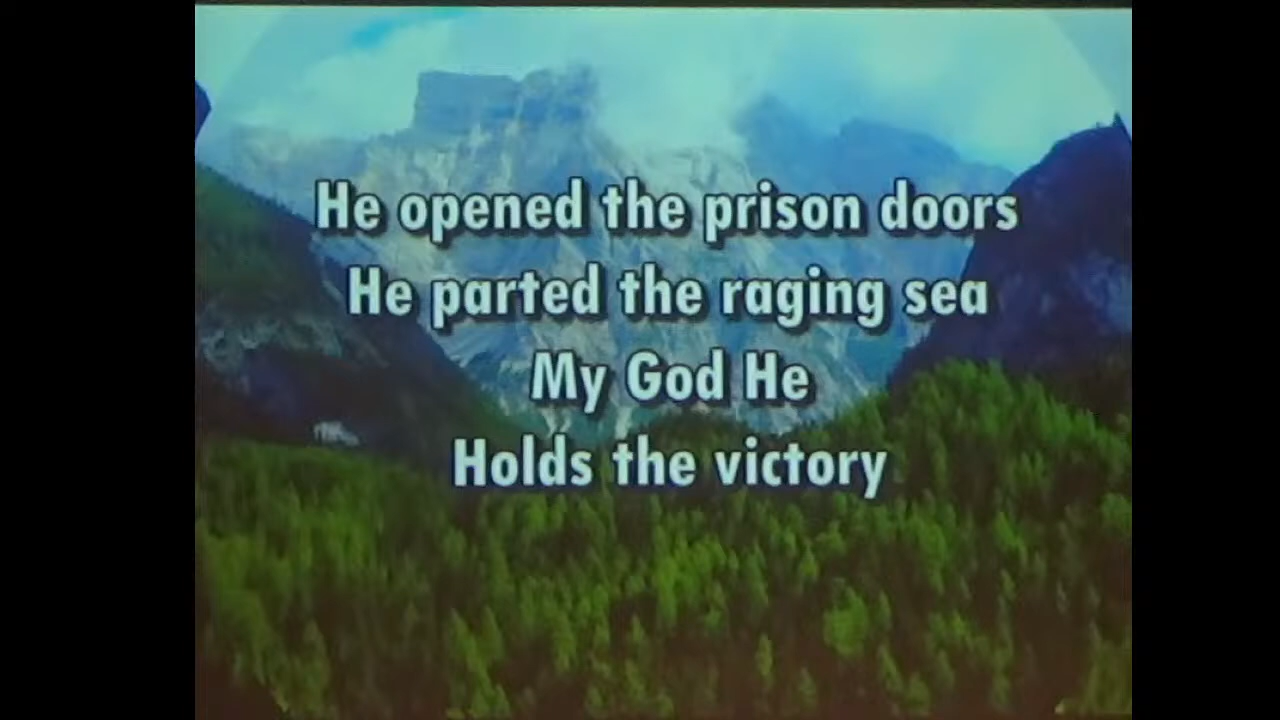 He opened the prison doors
He parted the raging sea
My God He
Holds the victory